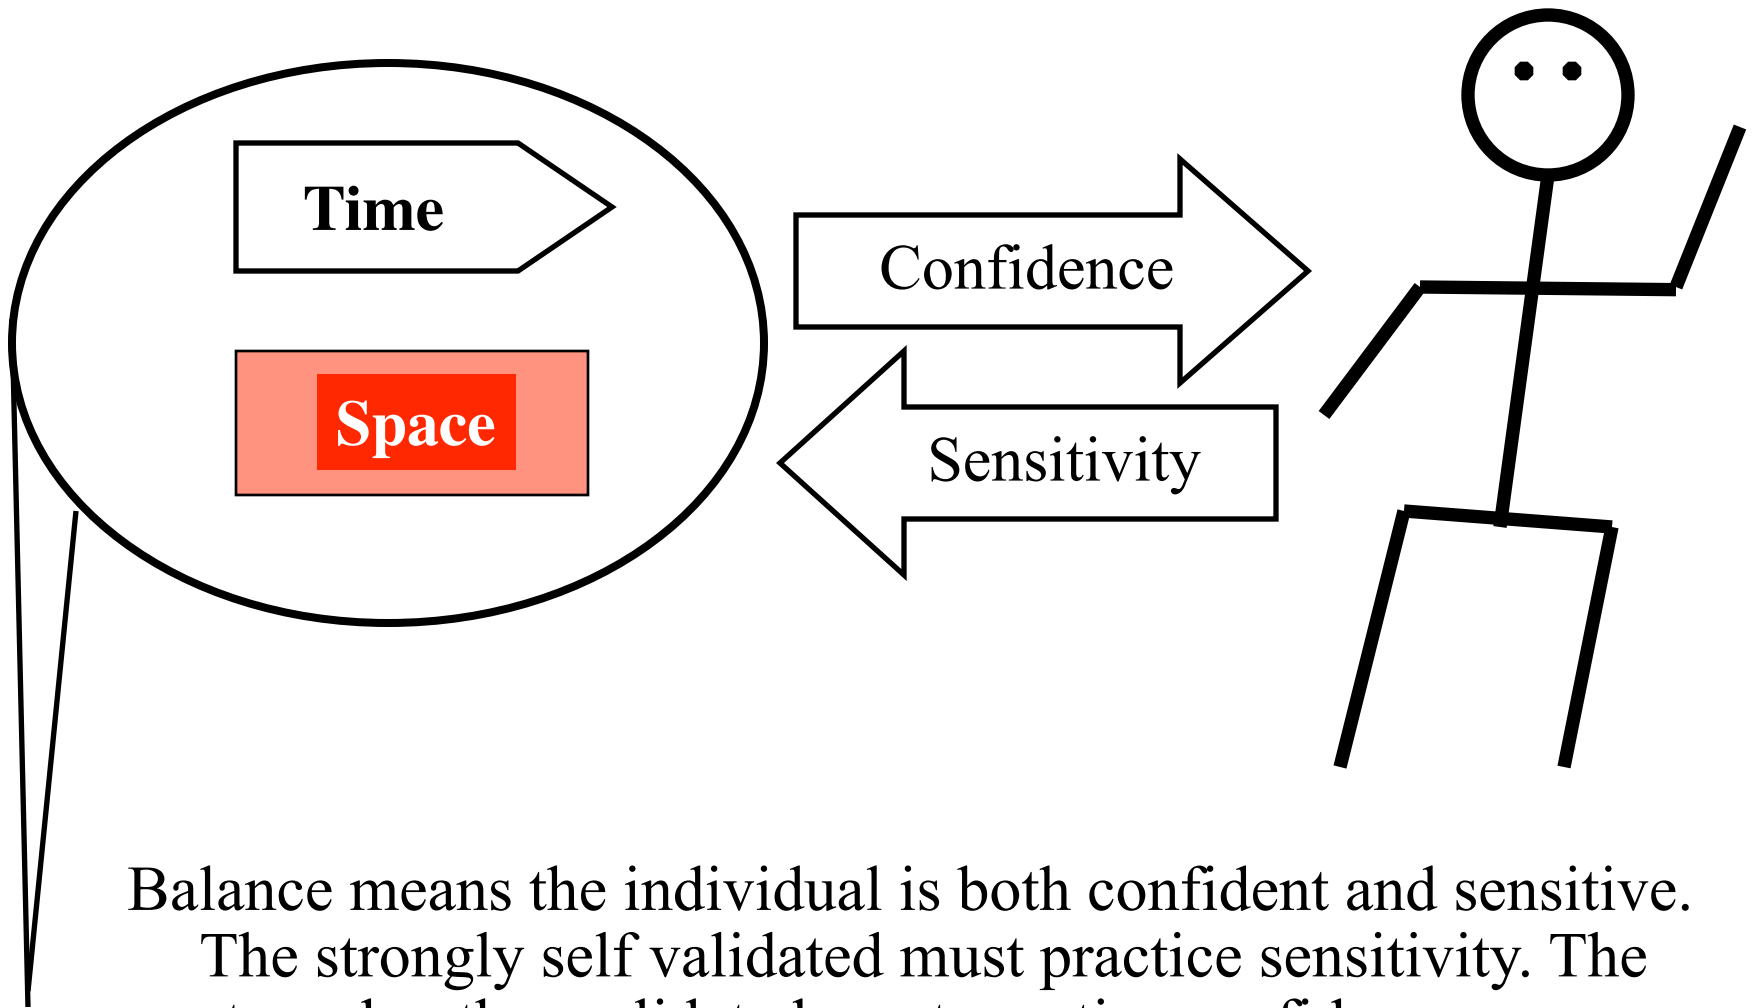 Time
Confidence
Space
Sensitivity
Balance means the individual is both confident and sensitive.
The strongly self validated must practice sensitivity. The